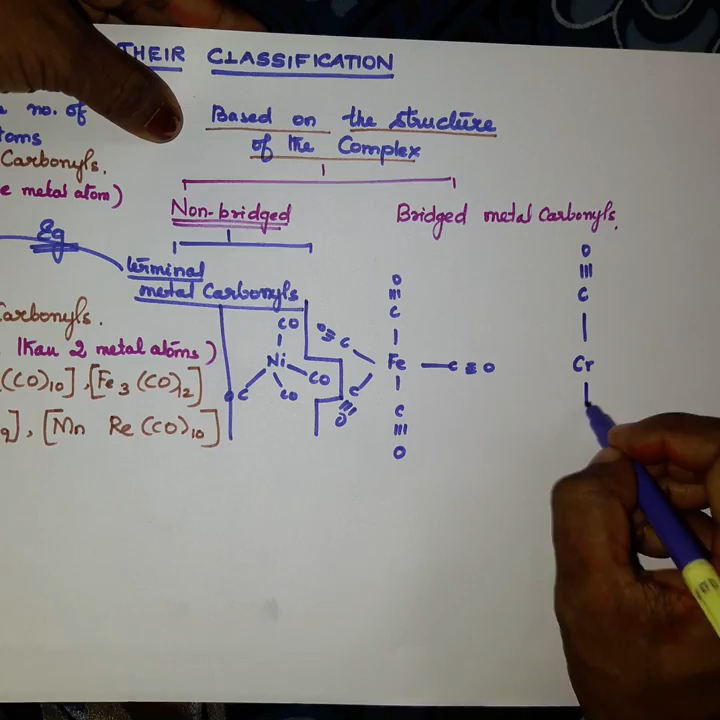 THEIR CLASSIFICATION
no. of
Carbonyls.
metal atom)
Eg
Carbonyls.
than 2 metal atoms)
(CO)10] , [Fe3 (CO)12]
], [Mn Re (CO)10]
Based on the structure
of the Complex
Non-bridged
Bridged metal Carbonyls.
terminal
metal Carbonyls
CO
Ni
CO
CO
OC
O
≡
C
O≡C
Fe
C≡O
C
≡
O
C
≡
O
O
≡
C
Cr